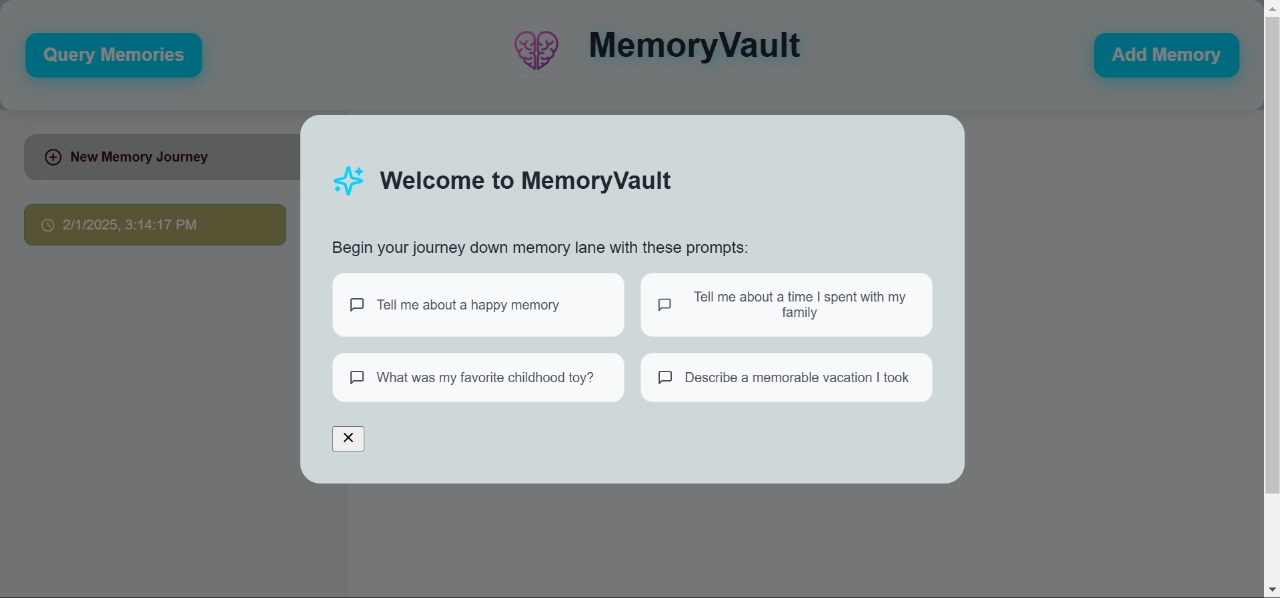 Query Memories
MemoryVault
Add Memory
New Memory Journey
2/1/2025, 3:14:17 PM
Welcome to MemoryVault
Begin your journey down memory lane with these prompts:
Tell me about a happy memory
Tell me about a time I spent with my
family
What was my favorite childhood toy?
Describe a memorable vacation I took